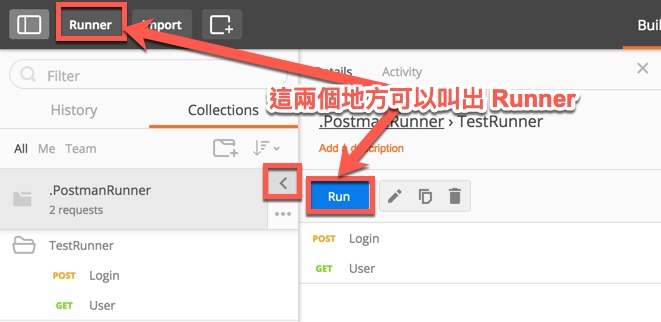 Runner
Import
Buil
Filter
History
Collections
All Me Team
.PostmanRunner
2 requests
TestRunner
POST Login
GET User
Details Activity
這兩個地方可以叫出 Runner
.PostmanRunner › TestRunner
Add a description
Run
POST Login
GET User